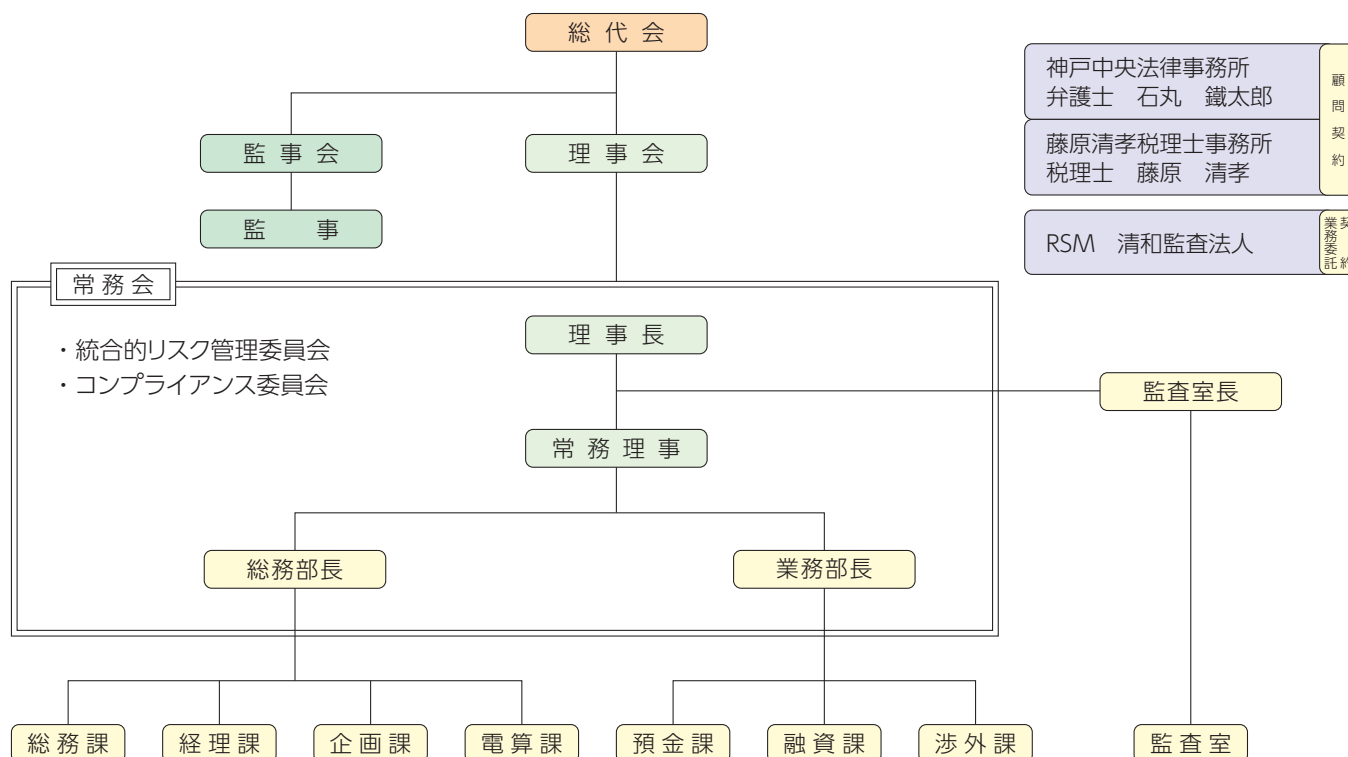 総代会
神戸中央法律事務所
弁護士　石丸　鐵太郎
顧問契約
藤原清孝税理士事務所
税理士　藤原　清孝
監事会
理事会
監　事
RSM　清和監査法人
業務委託契約
常務会
・統合的リスク管理委員会
・コンプライアンス委員会
理事長
監査室長
常務理事
総務部長
業務部長
総務課
経理課
企画課
電算課
預金課
融資課
渉外課
監査室